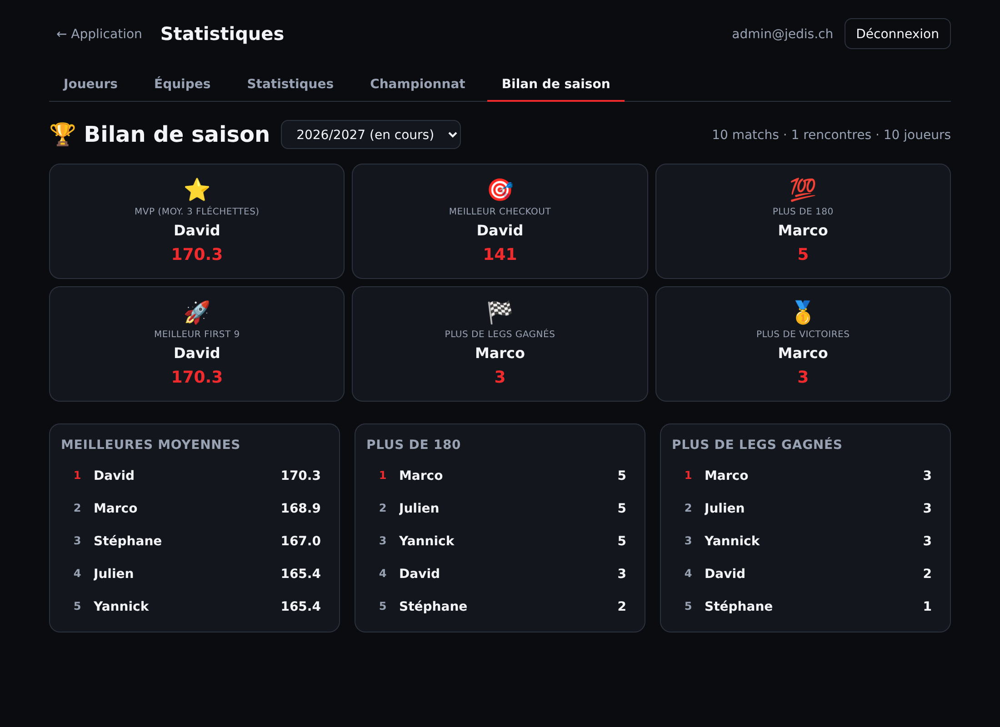 ← Application Statistiques admin@jedis.ch Déconnexion
Joueurs Équipes Statistiques Championnat Bilan de saison
🏆 Bilan de saison 2026/2027 (en cours) 10 matchs · 1 rencontres · 10 joueurs
MVP (MOY. 3 FLÉCHETTES)
David
170.3
MEILLEUR CHECKOUT
David
141
💯
PLUS DE 180
Marco
5
MEILLEUR FIRST 9
David
170.3
PLUS DE LEGS GAGNÉS
Marco
3
PLUS DE VICTOIRES
Marco
3
MEILLEURES MOYENNES
1 David 170.3
2 Marco 168.9
3 Stéphane 167.0
4 Julien 165.4
5 Yannick 165.4
PLUS DE 180
1 Marco 5
2 Julien 5
3 Yannick 5
4 David 3
5 Stéphane 2
PLUS DE LEGS GAGNÉS
1 Marco 3
2 Julien 3
3 Yannick 3
4 David 2
5 Stéphane 1